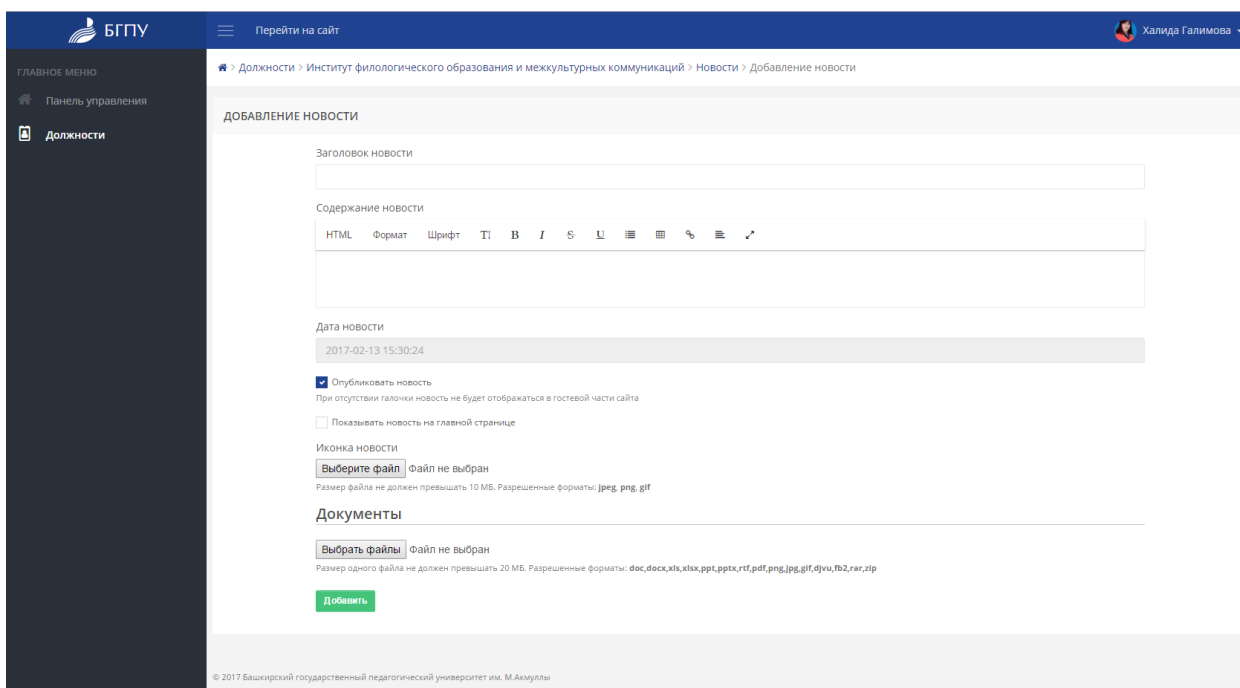 БГПУ
Перейти на сайт
Халида Галимова
ГЛАВНОЕ МЕНЮ
Панель управления
Должности
> Должности > Институт филологического образования и межкультурных коммуникаций > Новости > Добавление новости
ДОБАВЛЕНИЕ НОВОСТИ
Заголовок новости
Содержание новости
HTML Формат Шрифт T B I S U
Дата новости
2017-02-13 15:30:24
Опубликовать новость
При отсутствии галочки новость не будет отображаться в гостевой части сайта
Показывать новость на главной странице
Иконка новости
Выберите файл Файл не выбран
Размер файла не должен превышать 10 МБ. Разрешенные форматы: jpeg, png, gif
Документы
Выбрать файлы Файл не выбран
Размер одного файла не должен превышать 20 МБ. Разрешенные форматы: doc,docx,xls,xlsx,ppt,pptx,rtf,pdf,png,jpg,gif,djvu,fb2,rar,zip
Добавить
© 2017 Башкирский государственный педагогический университет им. М.Акмуллы